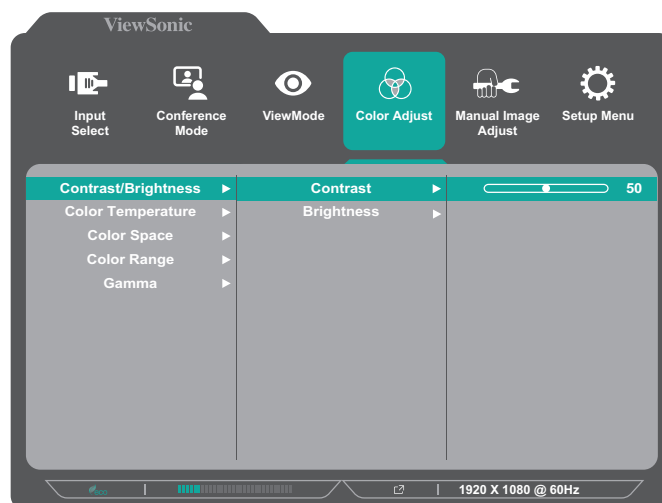 ViewSonic
Input
Select
Conference
Mode
ViewMode
Color Adjust
Manual Image
Adjust
Setup Menu
Contrast/Brightness
Contrast
50
Color Temperature
Brightness
Color Space
Color Range
Gamma
eco
1920 X 1080 @ 60Hz